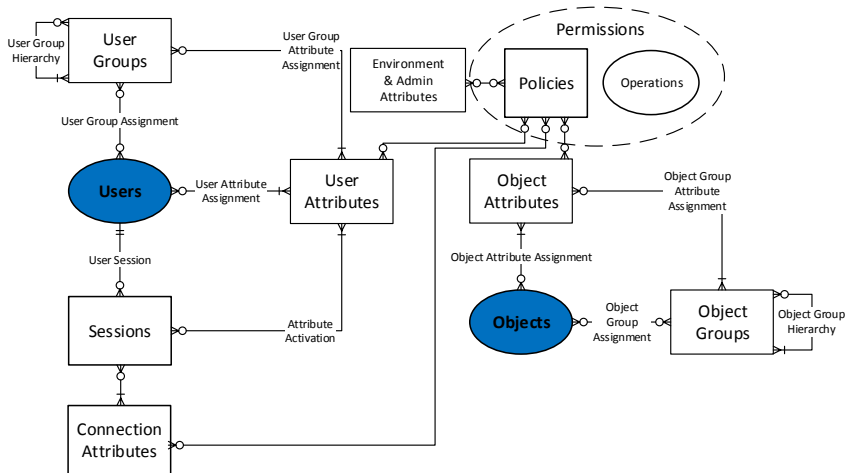 User Group
Hierarchy
User
Groups
User Group
Attribute
Assignment
Environment
& Admin
Attributes
Permissions
Policies
Operations
User Group Assignment
Users
User Attribute
Assignment
User
Attributes
Object
Attributes
Object Group
Attribute
Assignment
User Session
Object Attribute Assignment
Sessions
Attribute
Activation
Objects
Object
Group
Assignment
Object
Groups
Object Group
Hierarchy
Connection
Attributes